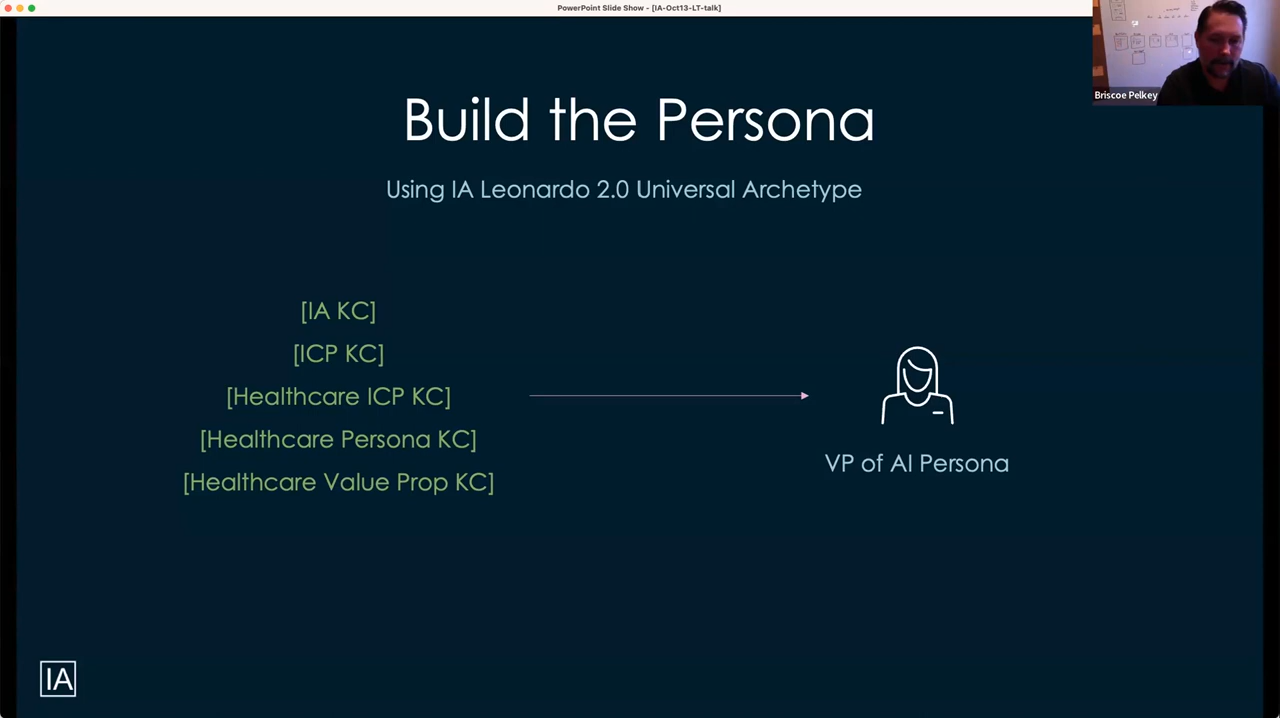 PowerPoint Slide Show - [IA-Oct13-LT-talk]
Briscoe Pelkey
Build the Persona
Using IA Leonardo 2.0 Universal Archetype
[IA KC]
[ICP KC]
[Healthcare ICP KC]
[Healthcare Persona KC]
[Healthcare Value Prop KC]
VP of AI Persona
IA